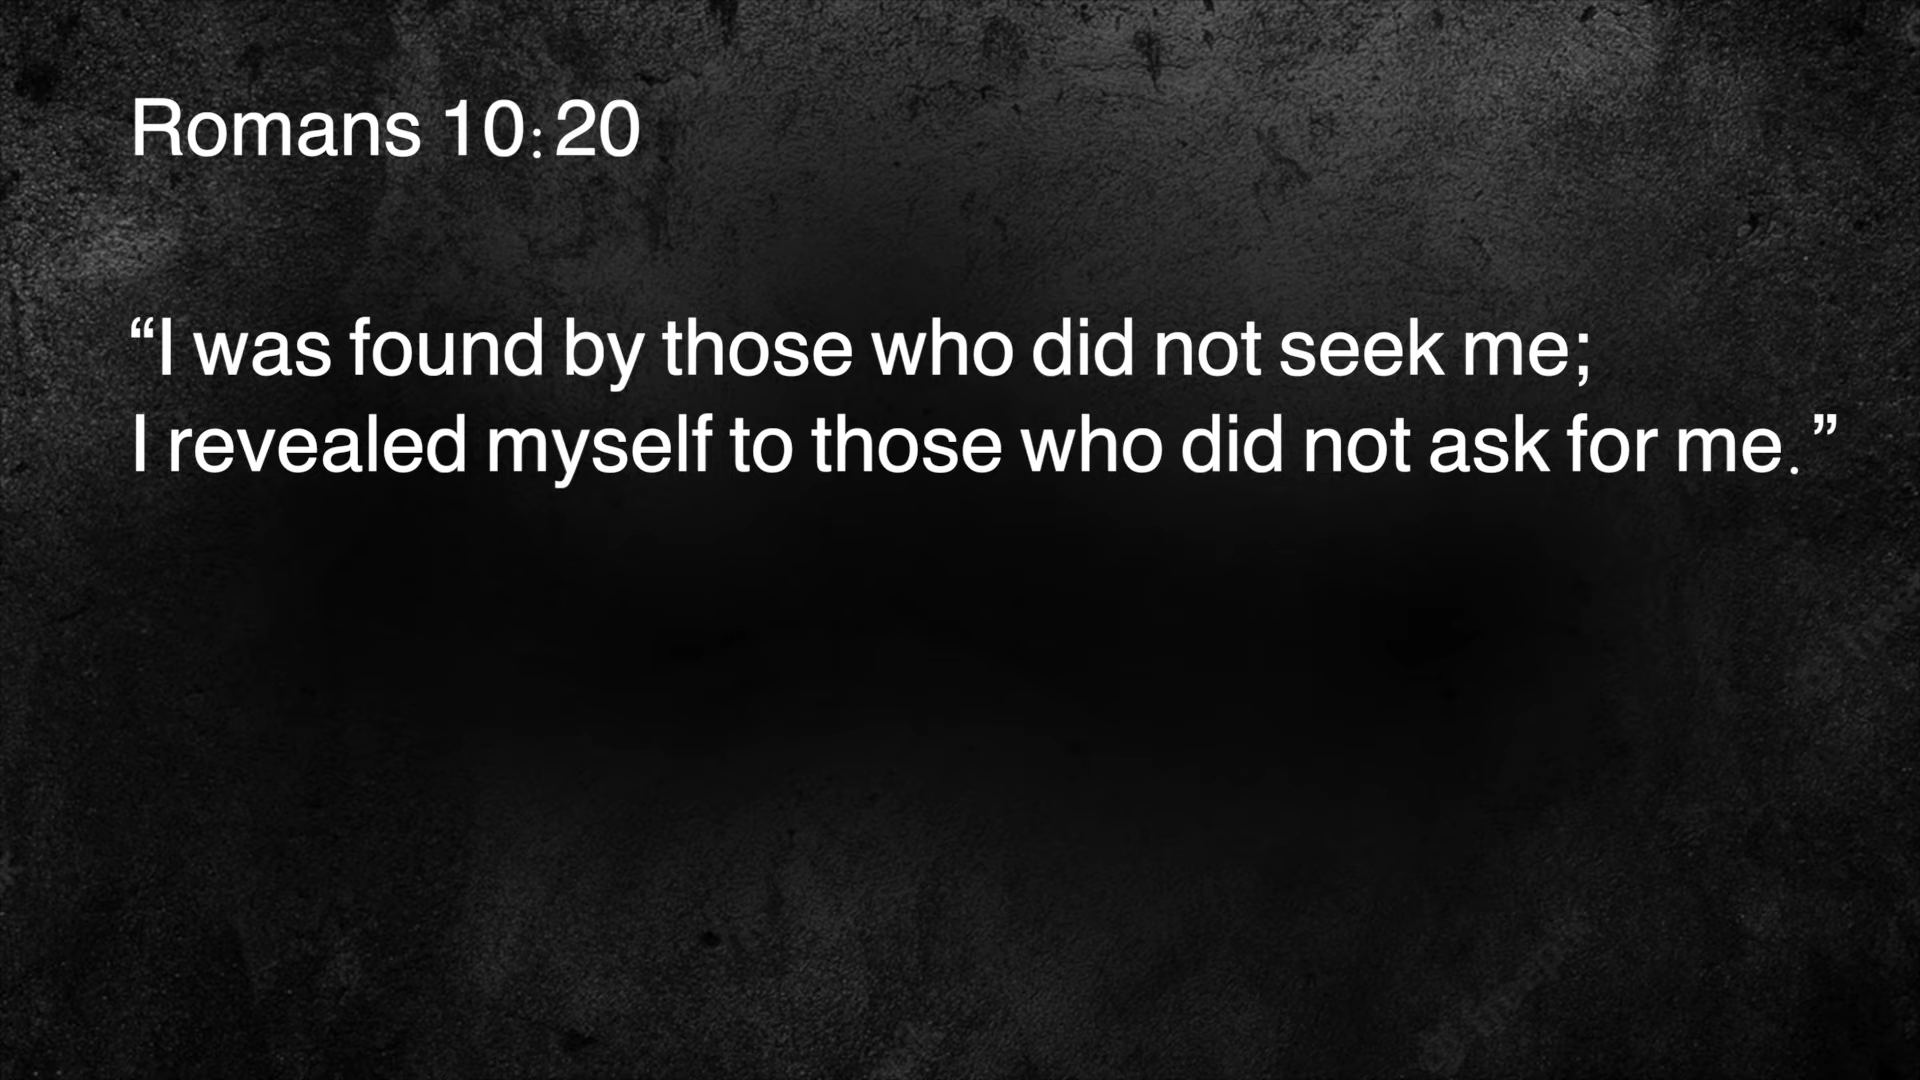 Romans 10:20
“I was found by those who did not seek me;
I revealed myself to those who did not ask for me.”